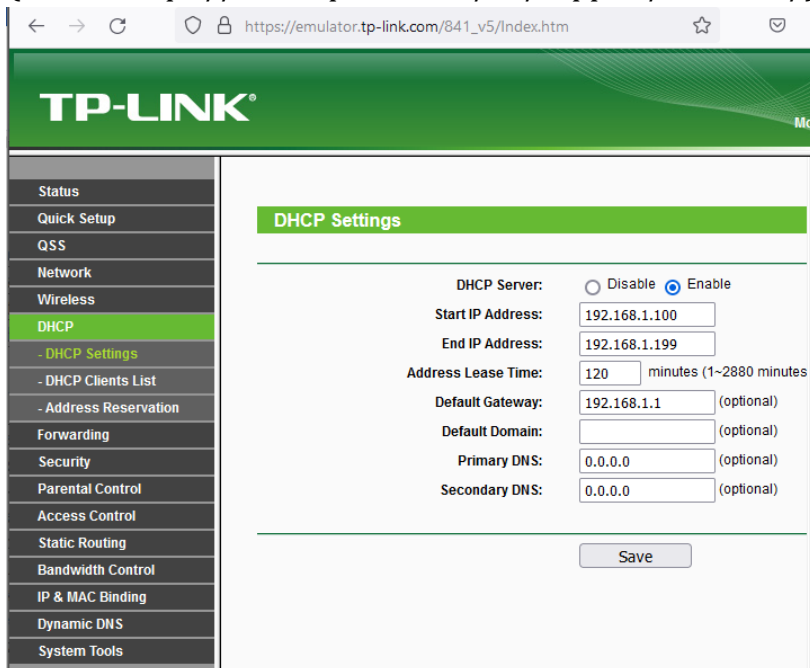 https://emulator.tp-link.com/841_v5/Index.htm
TP-LINK®
Status
Quick Setup
QSS
Network
Wireless
DHCP
- DHCP Settings
- DHCP Clients List
- Address Reservation
Forwarding
Security
Parental Control
Access Control
Static Routing
Bandwidth Control
IP & MAC Binding
Dynamic DNS
System Tools
DHCP Settings
DHCP Server: Disable Enable
Start IP Address: 192.168.1.100
End IP Address: 192.168.1.199
Address Lease Time: 120 minutes (1~2880 minutes
Default Gateway: 192.168.1.1 (optional)
Default Domain: (optional)
Primary DNS: 0.0.0.0 (optional)
Secondary DNS: 0.0.0.0 (optional)
Save